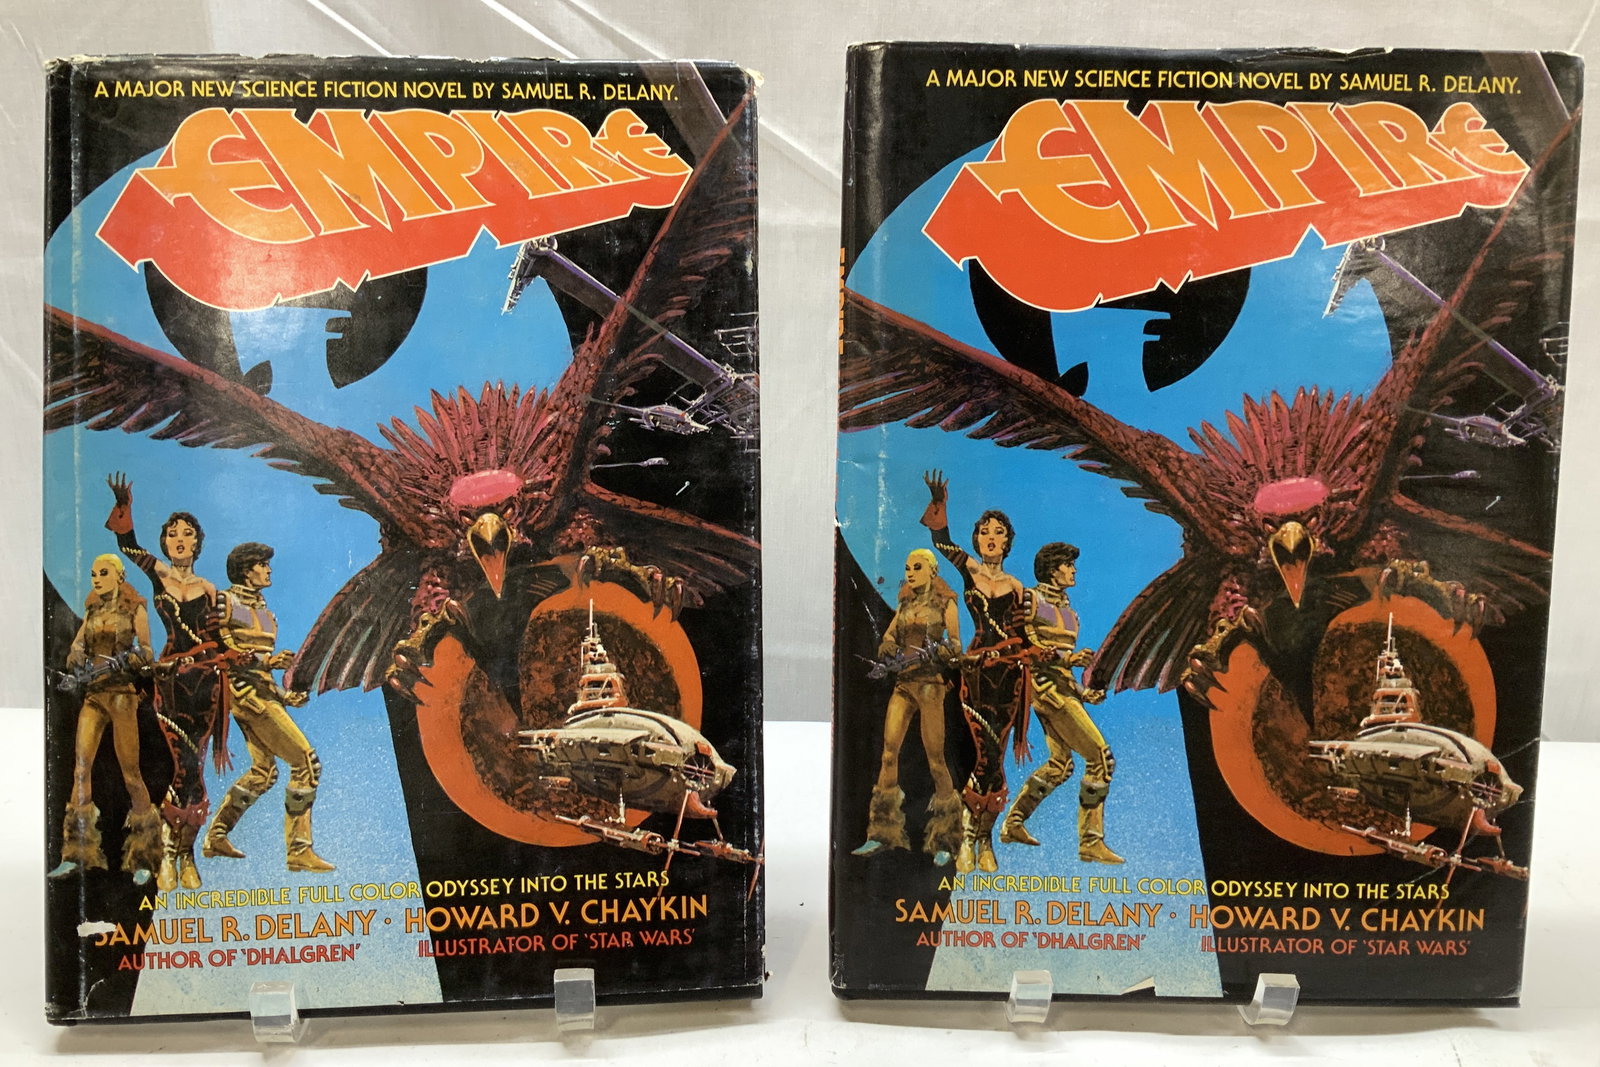 A MAJOR NEW SCIENCE FICTION NOVEL BY SAMUEL R. DELANY.
EMPIRE
AN INCREDIBLE FULL COLOR ODYSSEY INTO THE STARS
SAMUEL R. DELANY · HOWARD V. CHAYKIN
AUTHOR OF 'DHALGREN' ILLUSTRATOR OF 'STAR WARS'
A MAJOR NEW SCIENCE FICTION NOVEL BY SAMUEL R. DELANY.
EMPIRE
EMPIRE
AN INCREDIBLE FULL COLOR ODYSSEY INTO THE STARS
SAMUEL R. DELANY · HOWARD V. CHAYKIN
AUTHOR OF 'DHALGREN' ILLUSTRATOR OF 'STAR WARS'